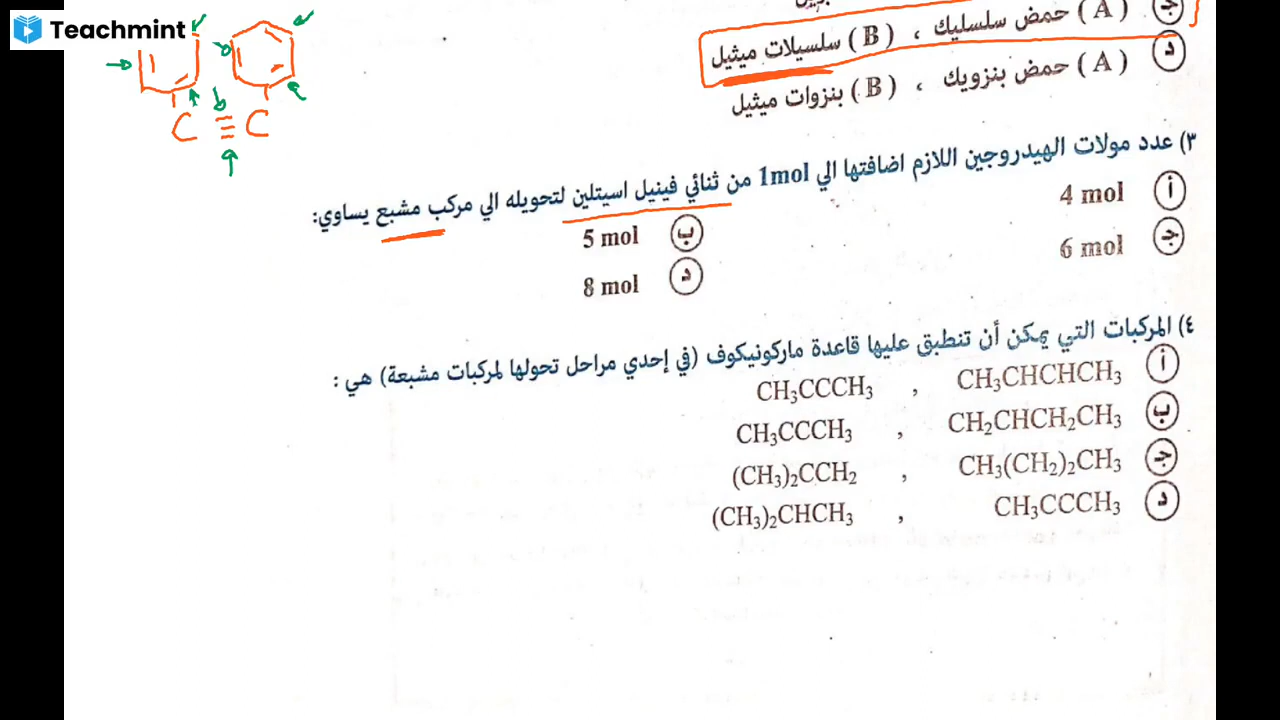 Teachmint
ج ( A ) حمض سلسليك ، ( B ) سلسيلات ميثيل
د ( A ) حمض بنزويك ، ( B ) بنزوات ميثيل
C ≡ C
٣) عدد مولات الهيدروجين اللازم اضافتها الي 1mol من ثنائي فينيل اسيتلين لتحويله الي مركب مشبع يساوي:
أ 4 mol ب 5 mol
ج 6 mol د 8 mol
٤) المركبات التي يمكن أن تنطبق عليها قاعدة ماركونيكوف (في إحدي مراحل تحولها لمركبات مشبعة) هي :
أ CH₃CHCHCH₃ , CH₃CCCH₃
ب CH₂CHCH₂CH₃ , CH₃CCCH₃
ج CH₃(CH₂)₂CH₃ , (CH₃)₂CCH₂
د CH₃CCCH₃ , (CH₃)₂CHCH₃